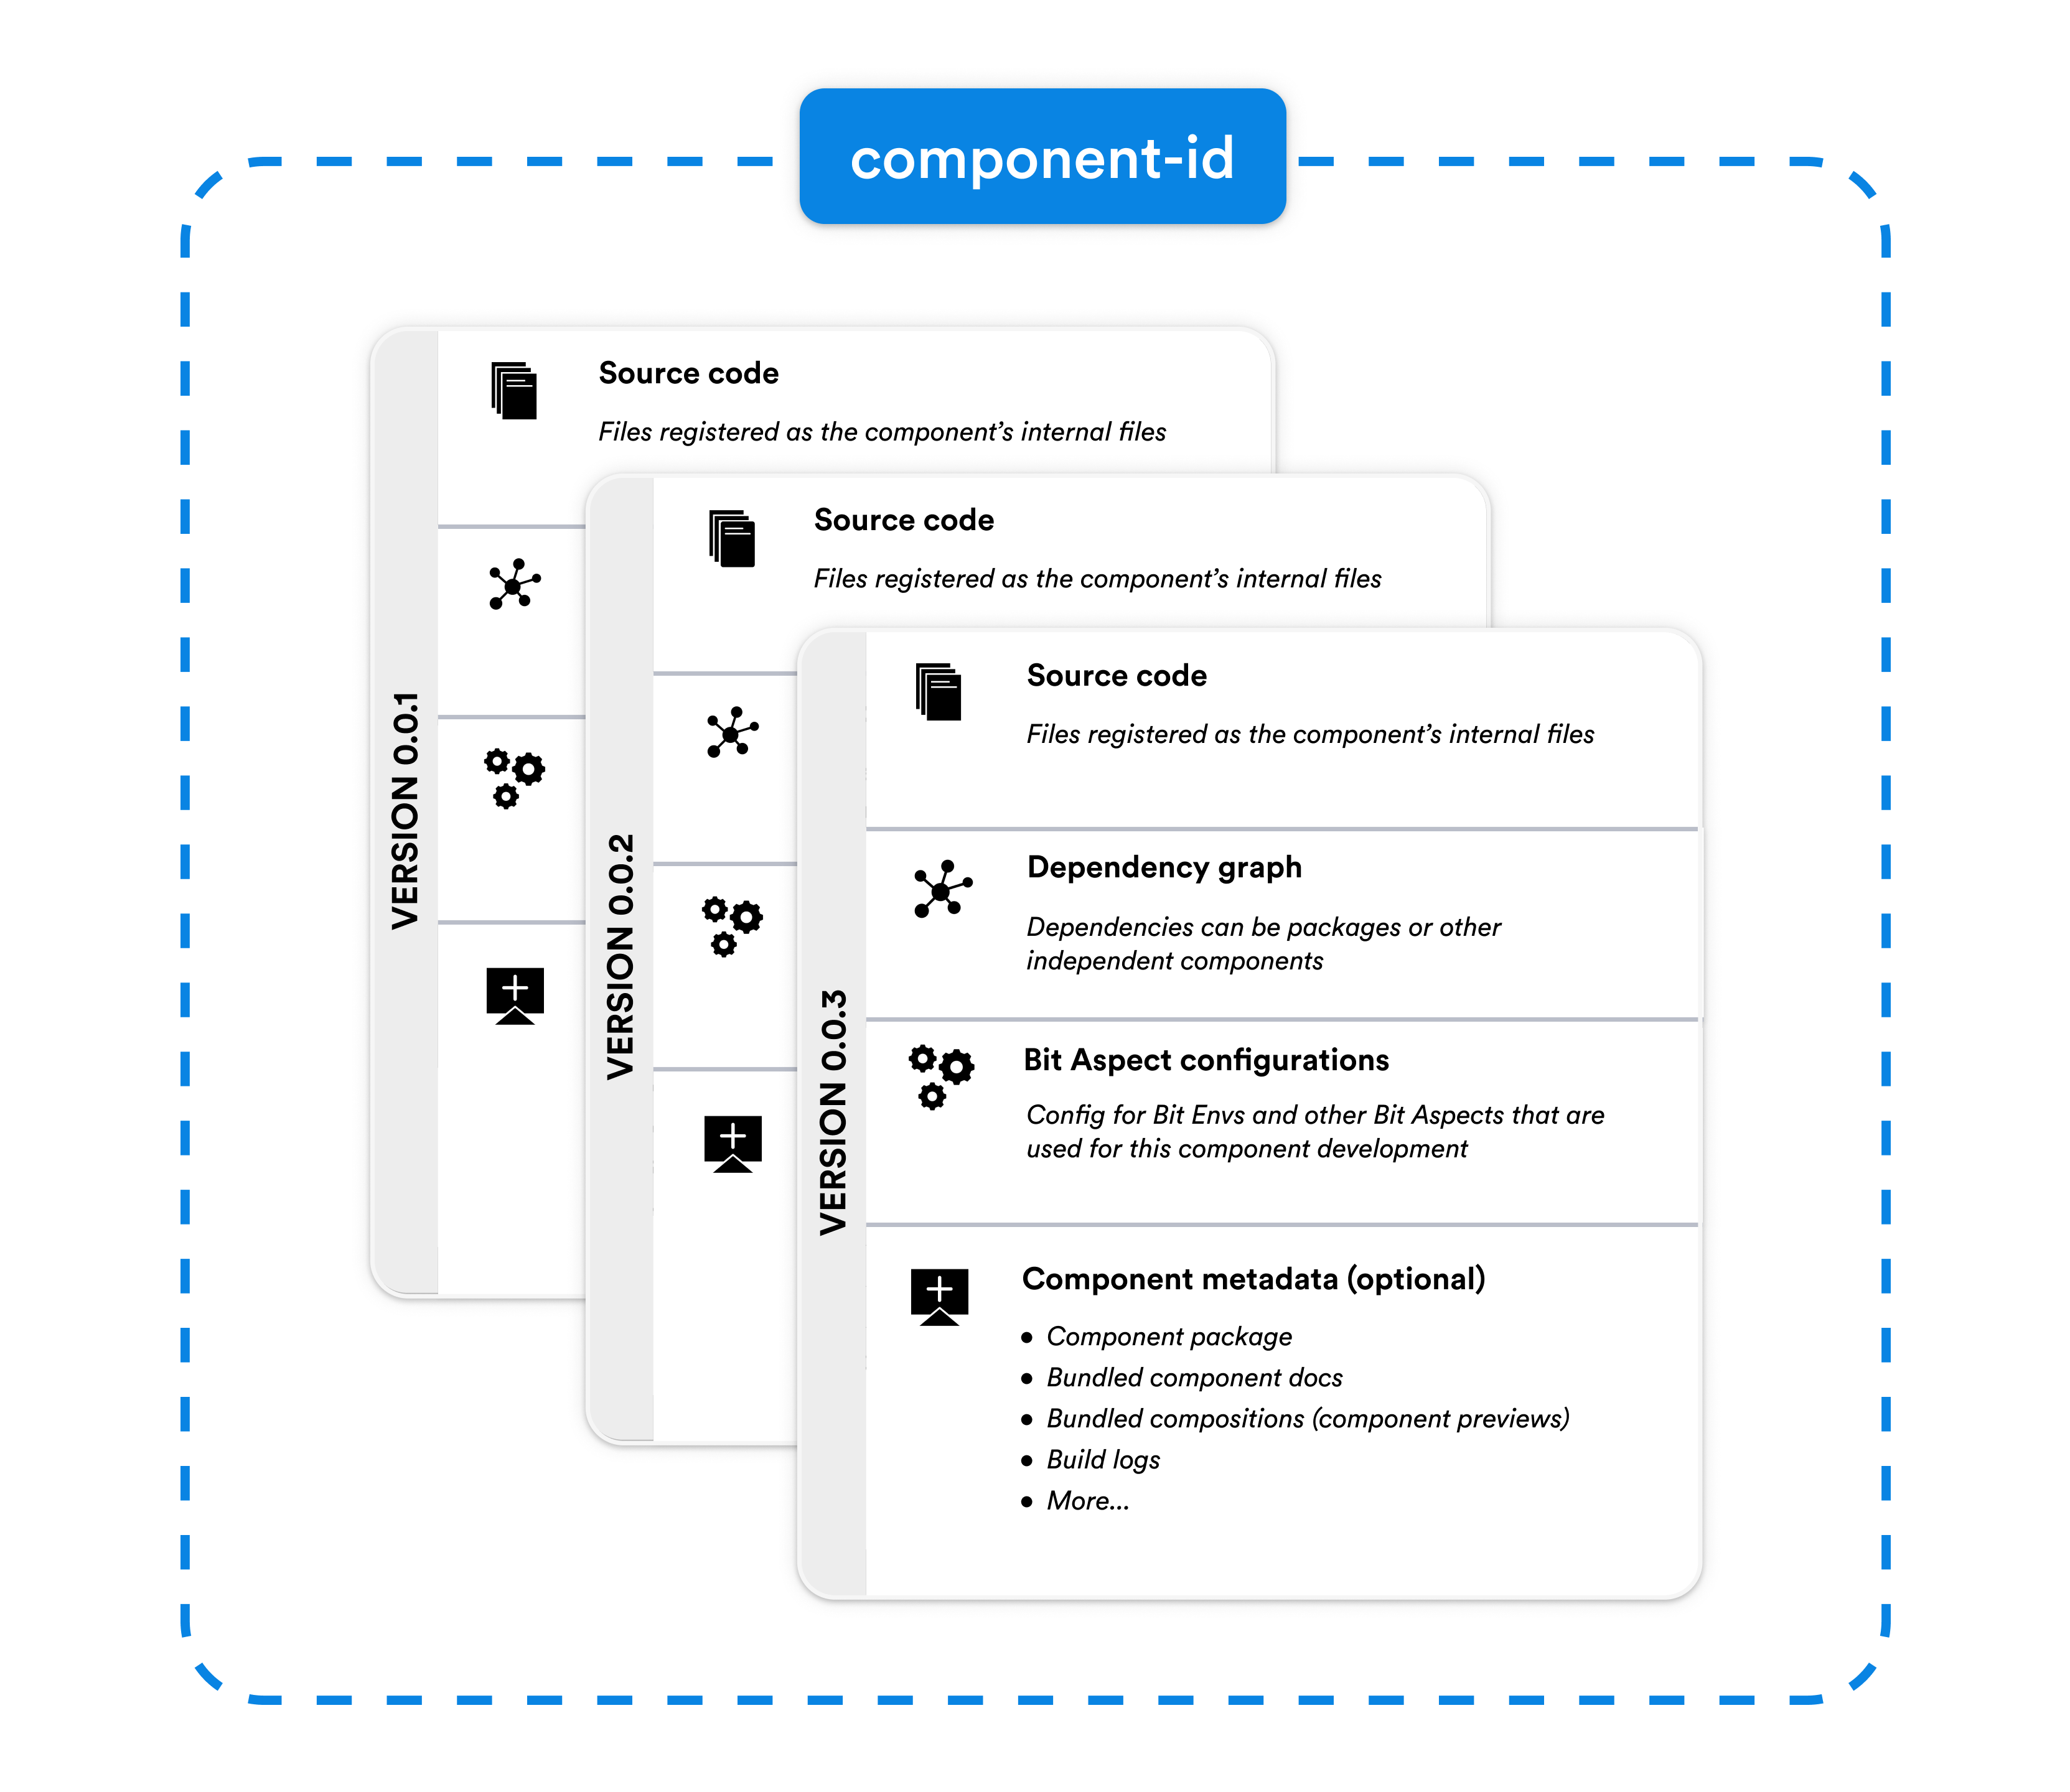 component-id
VERSION 0.0.1
Source code
Files registered as the component’s internal files
VERSION 0.0.2
Source code
Files registered as the component’s internal files
VERSION 0.0.3
Source code
Files registered as the component’s internal files
Dependency graph
Dependencies can be packages or other
independent components
Bit Aspect configurations
Config for Bit Envs and other Bit Aspects that are
used for this component development
Component metadata (optional)
• Component package
• Bundled component docs
• Bundled compositions (component previews)
• Build logs
• More...